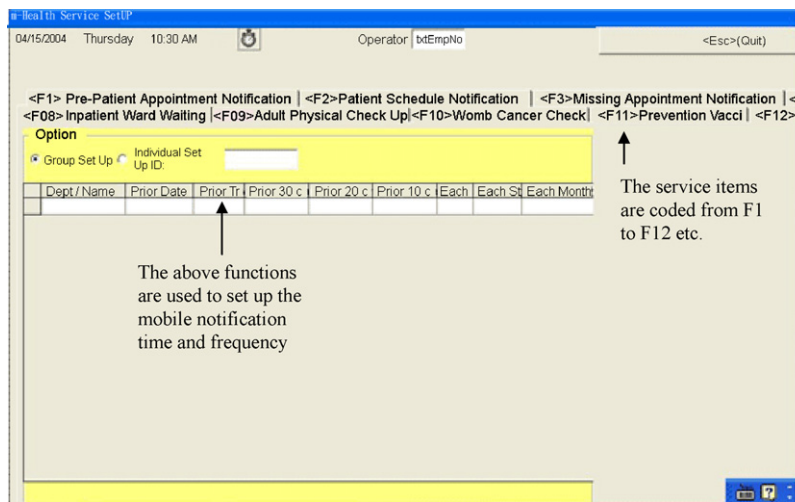 m-Health Service SetUP
04/15/2004 Thursday 10:30 AM Operator txtEmpNo <Esc>(Quit)
<F1> Pre-Patient Appointment Notification | <F2>Patient Schedule Notification | <F3>Missing Appointment Notification | <
<F08>Inpatient Ward Waiting |<F09>Adult Physical Check Up|<F10>Womb Cancer Check| <F11>Prevention Vacci | <F12>
Option
Group Set Up Individual Set
Up ID:
Dept / Name Prior Date Prior Tr Prior 30 c Prior 20 c Prior 10 c Each Each St Each Month
The service items
are coded from F1
to F12 etc.
The above functions
are used to set up the
mobile notification
time and frequency